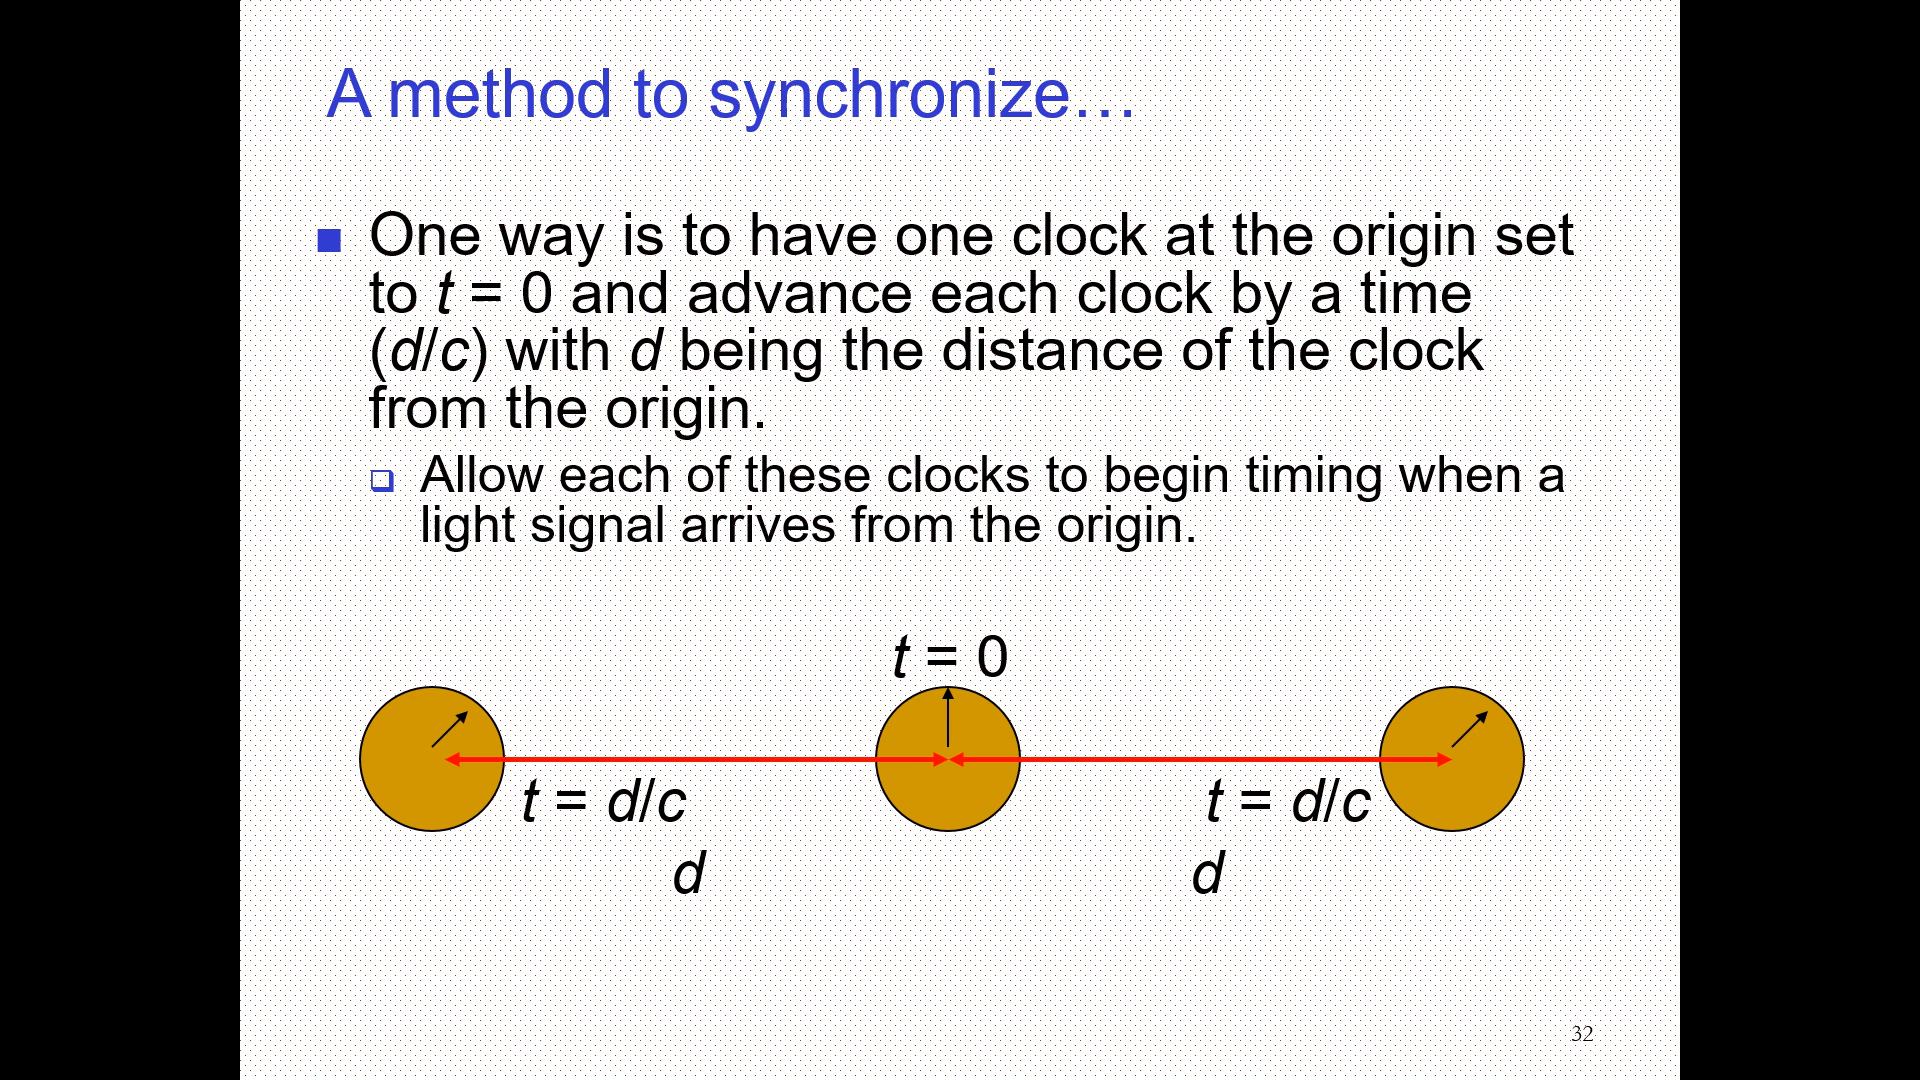 A method to synchronize…
One way is to have one clock at the origin set
to t = 0 and advance each clock by a time
(d/c) with d being the distance of the clock
from the origin.
Allow each of these clocks to begin timing when a
light signal arrives from the origin.
t = 0
t = d/c
t = d/c
d
d
32